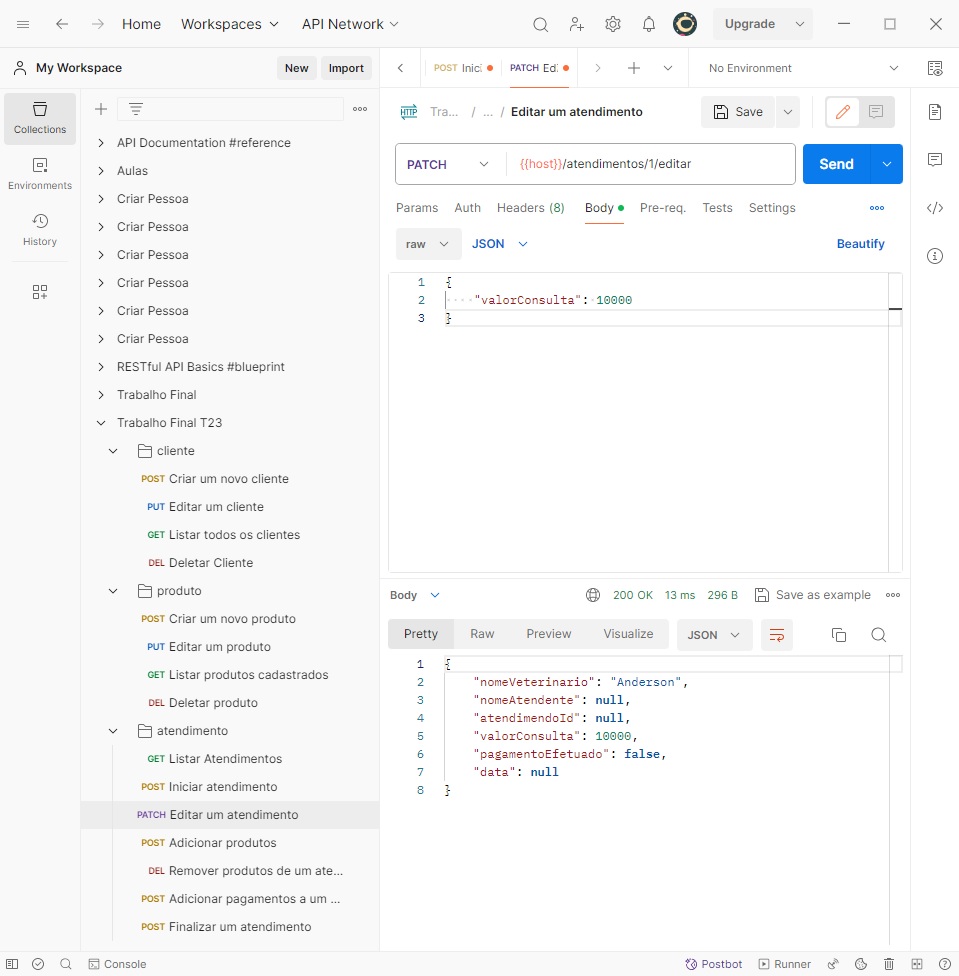 Home Workspaces API Network Upgrade
My Workspace New Import
POST Inici PATCH Edi No Environment
Collections
Environments
History
API Documentation #reference
Aulas
Criar Pessoa
Criar Pessoa
Criar Pessoa
Criar Pessoa
Criar Pessoa
Criar Pessoa
RESTful API Basics #blueprint
Trabalho Final
Trabalho Final T23
cliente
POST Criar um novo cliente
PUT Editar um cliente
GET Listar todos os clientes
DEL Deletar Cliente
produto
POST Criar um novo produto
PUT Editar um produto
GET Listar produtos cadastrados
DEL Deletar produto
atendimento
GET Listar Atendimentos
POST Iniciar atendimento
PATCH Editar um atendimento
POST Adicionar produtos
DEL Remover produtos de um ate...
POST Adicionar pagamentos a um ...
POST Finalizar um atendimento
HTTP Tra... / ... / Editar um atendimento Save
PATCH {{host}}/atendimentos/1/editar Send
Params Auth Headers (8) Body Pre-req. Tests Settings
raw JSON Beautify
1 {
2 "valorConsulta": 10000
3 }
Body 200 OK 13 ms 296 B Save as example
Pretty Raw Preview Visualize JSON
1 {
2 "nomeVeterinario": "Anderson",
3 "nomeAtendente": null,
4 "atendimendoId": null,
5 "valorConsulta": 10000,
6 "pagamentoEfetuado": false,
7 "data": null
8 }
Console Postbot Runner